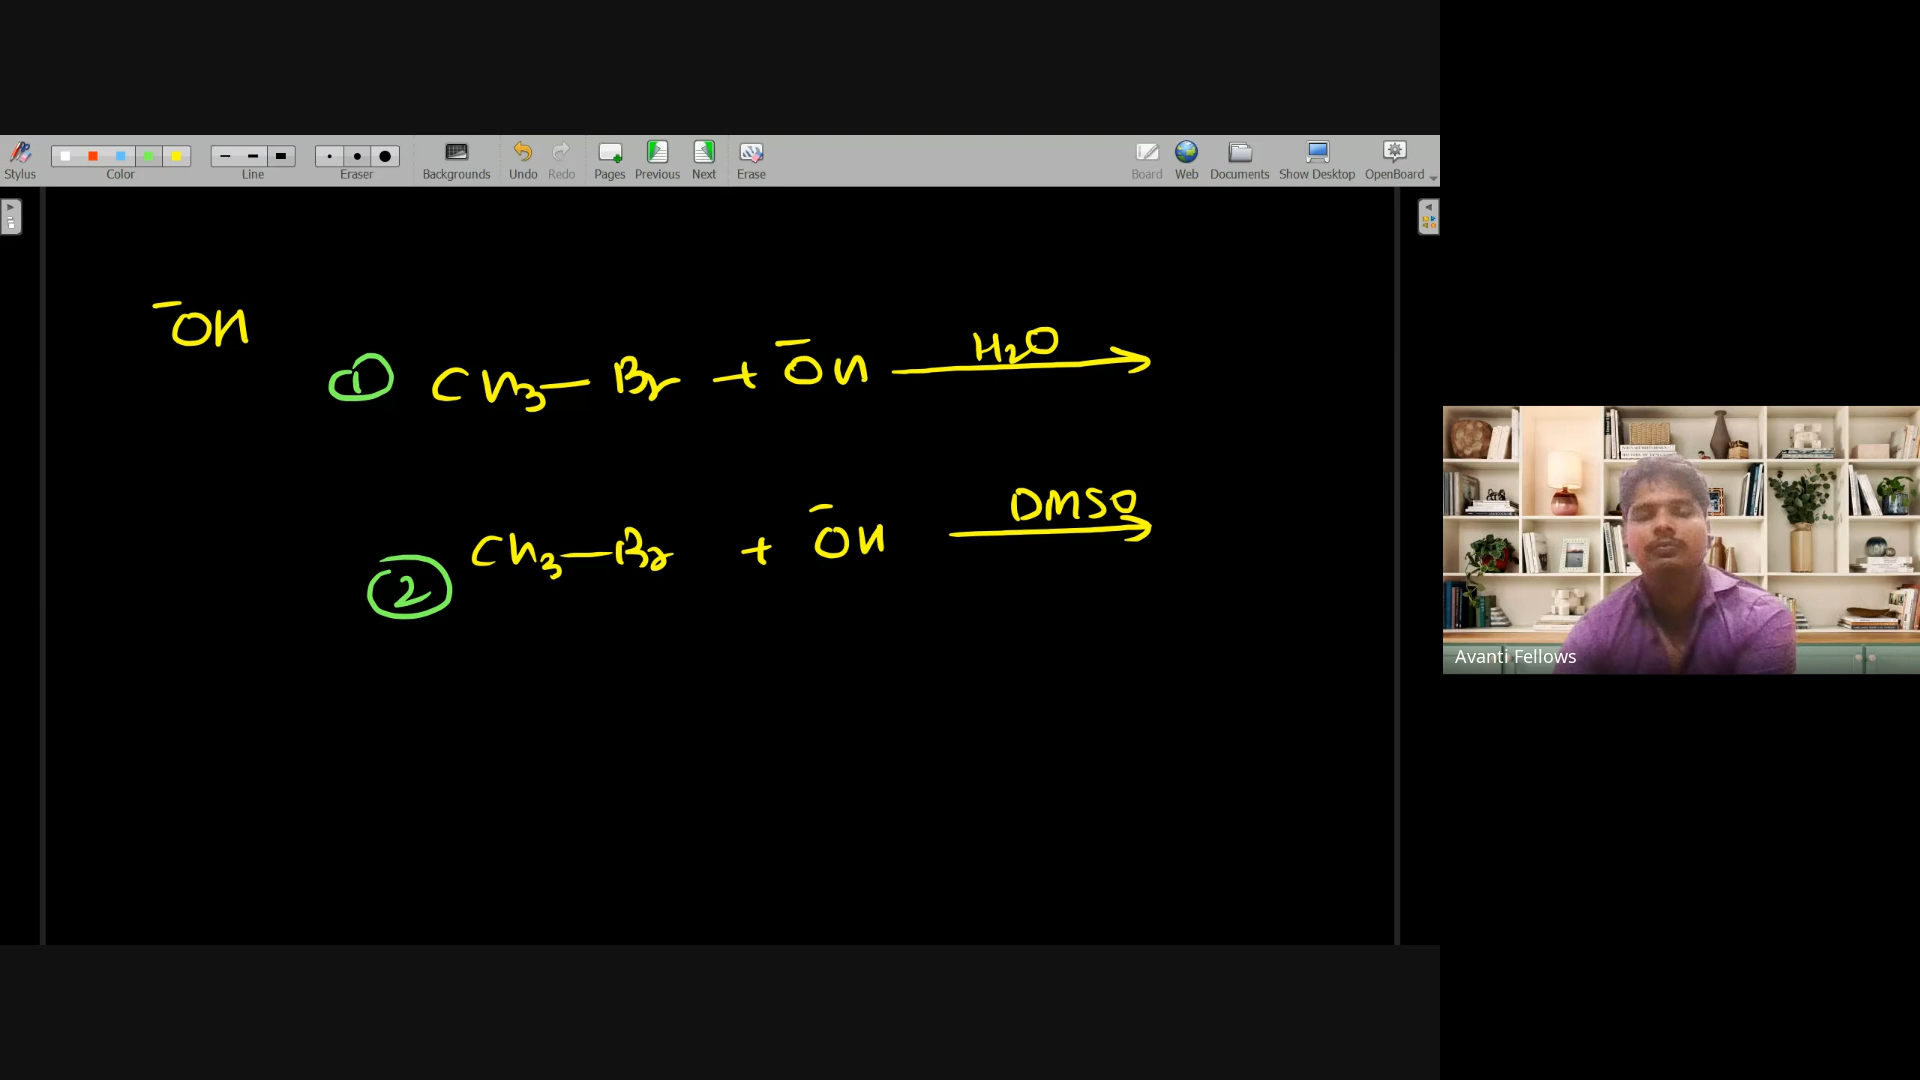 Stylus Color Line Eraser Backgrounds Undo Redo Pages Previous Next Erase Board Web Documents Show Desktop OpenBoard
⁻OH
① CH₃—Br + ⁻OH —H₂O→
② CH₃—Br + ⁻OH —DMSO→
Avanti Fellows